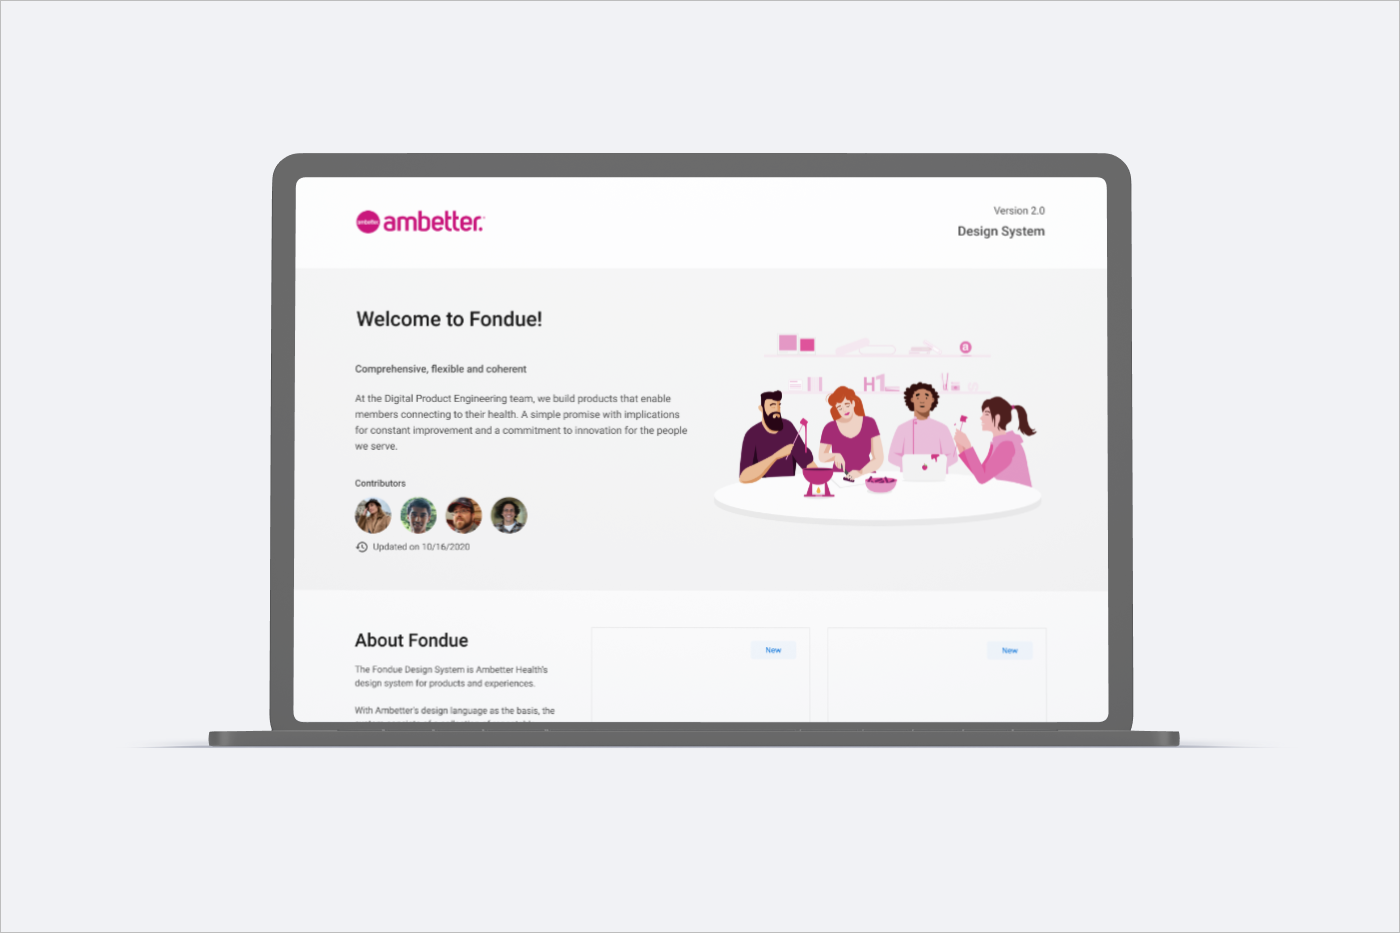 ambetter.
Version 2.0
Design System
Welcome to Fondue!
Comprehensive, flexible and coherent
At the Digital Product Engineering team, we build products that enable
members connecting to their health. A simple promise with implications
for constant improvement and a commitment to innovation for the people
we serve.
H1
a
Contributors
Updated on 10/16/2020
About Fondue
The Fondue Design System is Ambetter Health's
design system for products and experiences.
With Ambetter's design language as the basis, the
New
New